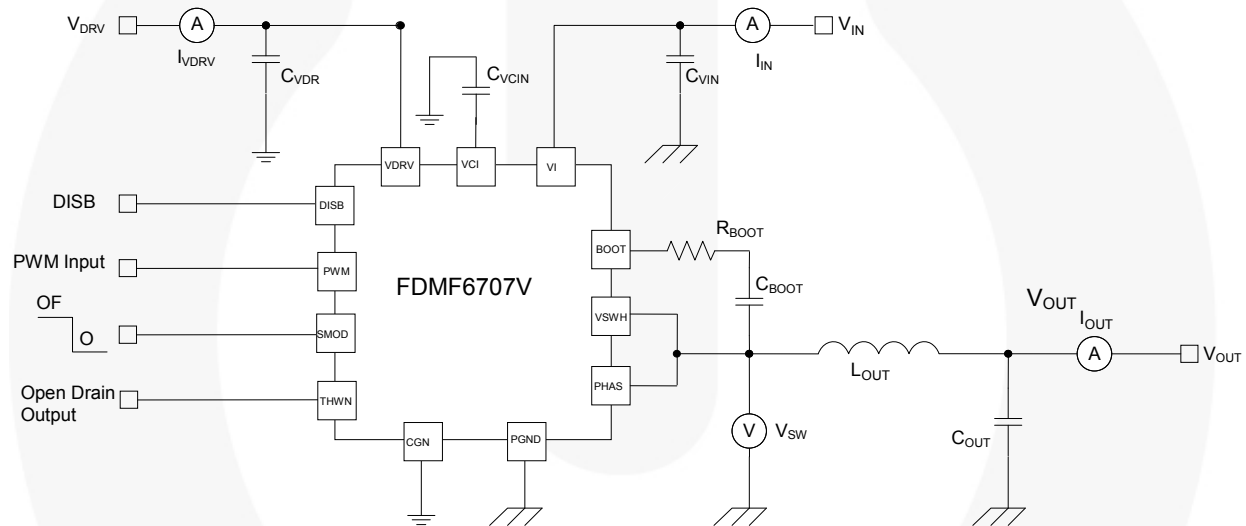 VDRV
A
IVDRV
CVDR
CVCIN
CVIN
A
IIN
VIN
VDRV
VCI
VI
DISB
DISB
PWM Input
PWM
OF
O
SMOD
Open Drain
Output
THWN
CGN
PGND
FDMF6707V
BOOT
VSWH
PHAS
RBOOT
CBOOT
V
VSW
LOUT
VOUT
IOUT
A
VOUT
COUT